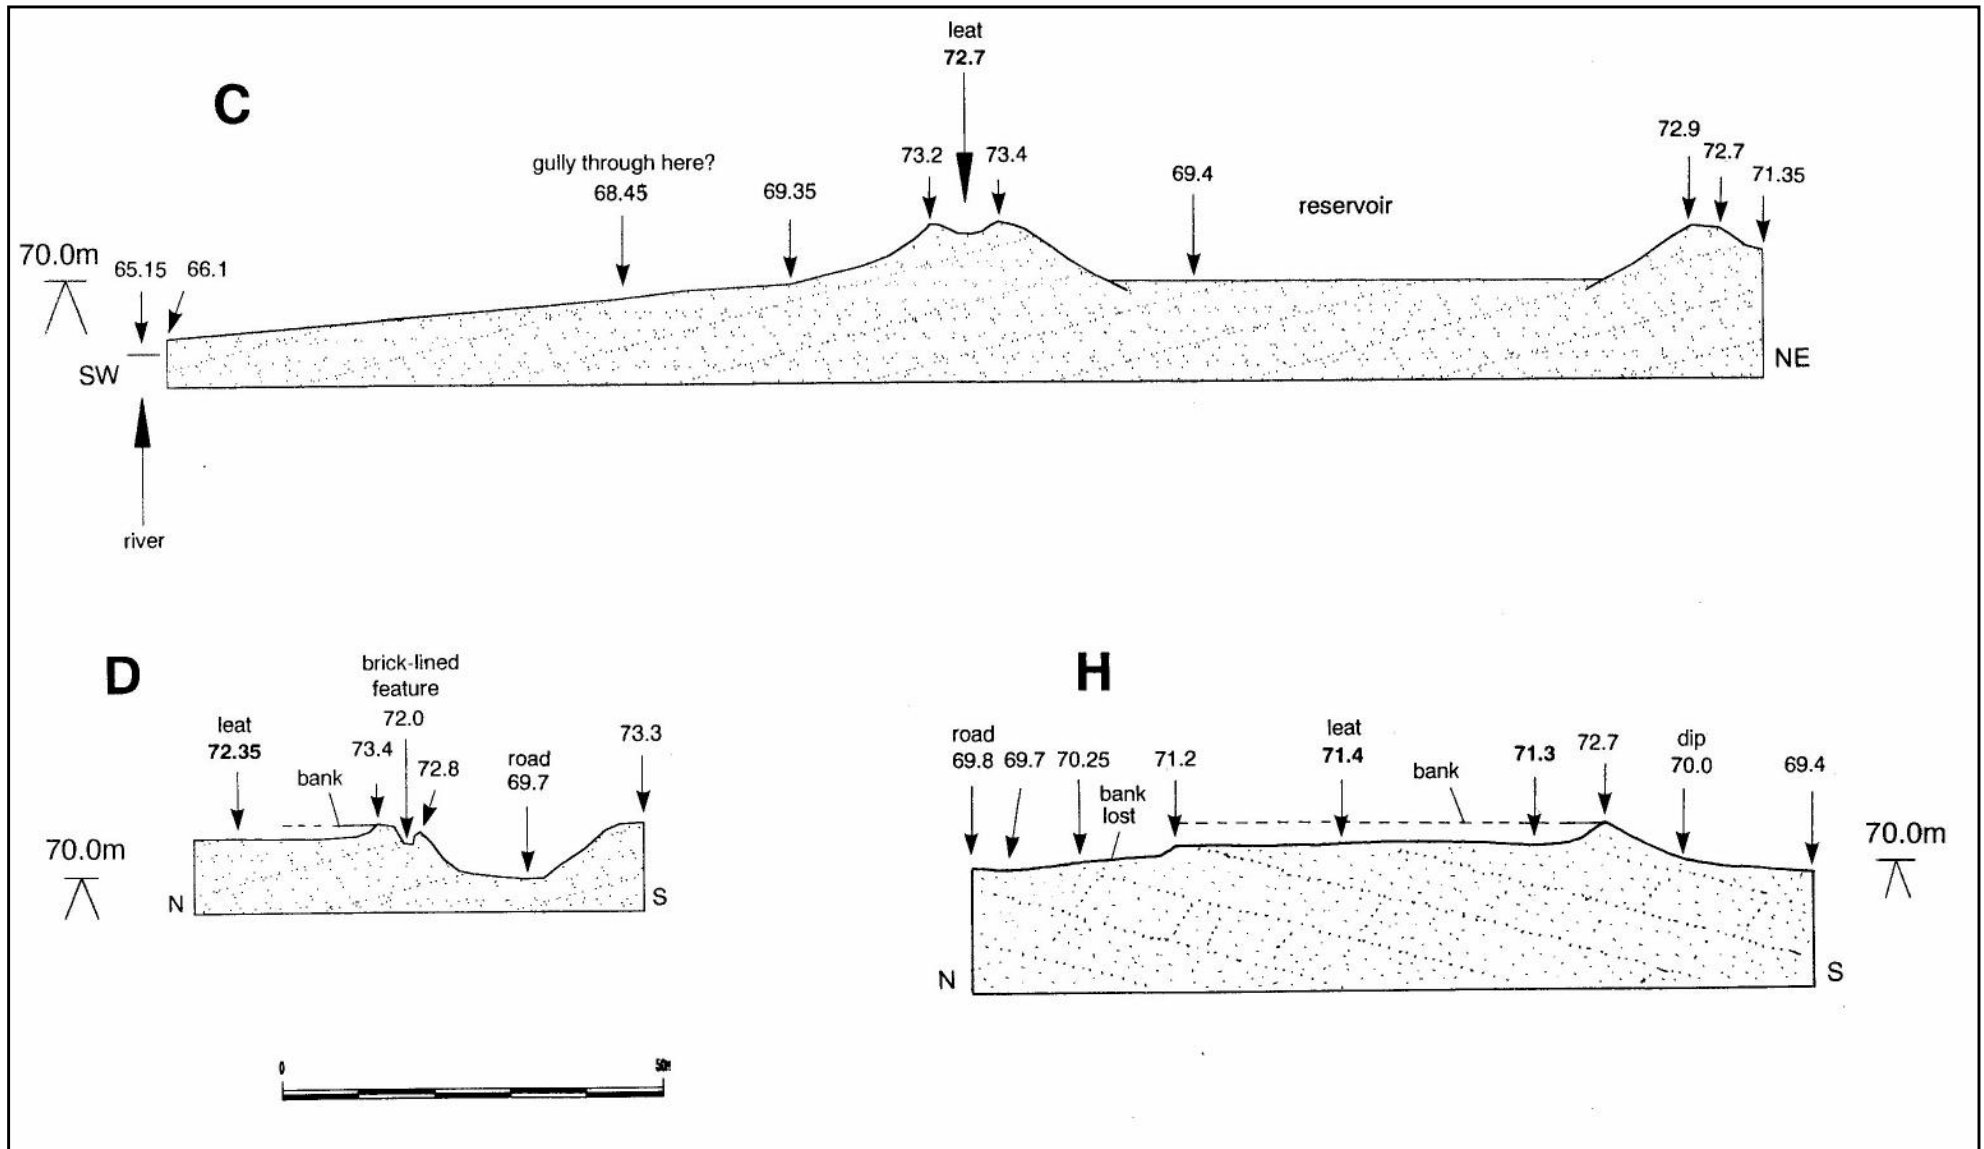 C
leat
72.7
gully through here?
68.45
69.35
73.2
73.4
69.4
reservoir
72.9
72.7
71.35
70.0m
65.15
66.1
SW
NE
river
D
leat
72.35
bank
brick-lined
feature
72.0
73.4
72.8
road
69.7
73.3
70.0m
N
S
H
road
69.8
69.7
70.25
bank
lost
71.2
leat
71.4
bank
71.3
72.7
dip
70.0
69.4
70.0m
N
S
0
50m